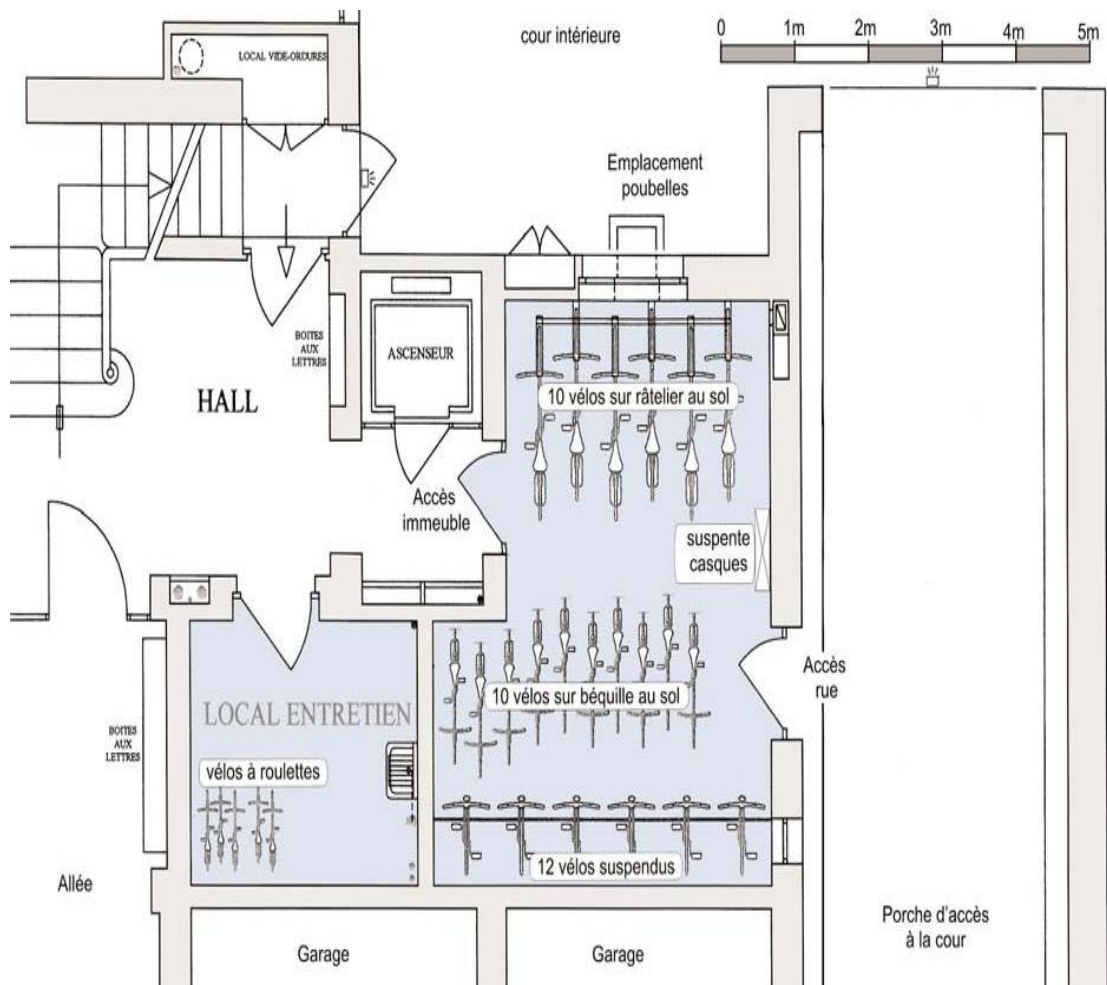 cour intérieure
0 1m 2m 3m 4m 5m
LOCAL VIDE-ORDURES
Emplacement
poubelles
BOITES
AUX
LETTRES
ASCENSEUR
HALL
10 vélos sur râtelier au sol
Accès
immeuble
suspente
casques
Accès
rue
10 vélos sur béquille au sol
LOCAL ENTRETIEN
BOITES
AUX
LETTRES
vélos à roulettes
12 vélos suspendus
Allée
Garage
Garage
Porche d'accès
à la cour